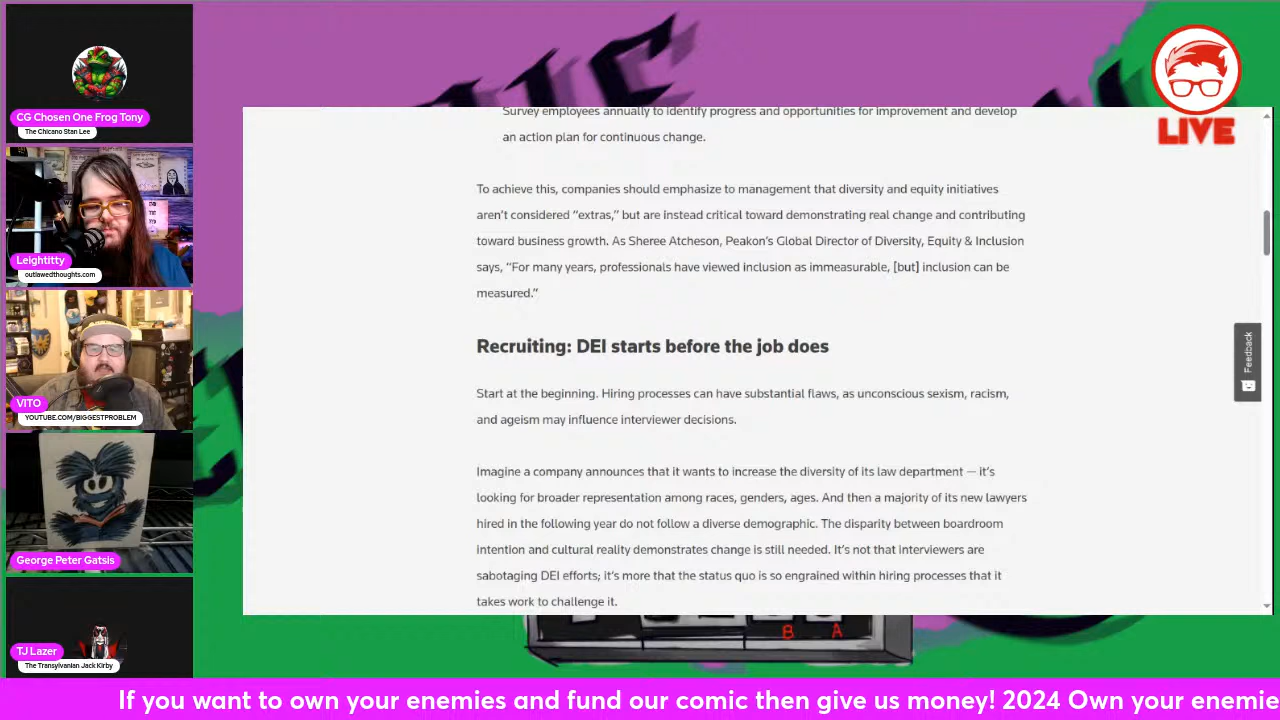 CG Chosen One Frog Tony
The Chicano Stan Lee
Leightitty
outlawedthoughts.com
VITO
YOUTUBE.COM/BIGGESTPROBLEM
George Peter Gatsis
TJ Lazer
The Transylvanian Jack Kirby
Survey employees annually to identify progress and opportunities for improvement and develop
an action plan for continuous change.
To achieve this, companies should emphasize to management that diversity and equity initiatives
aren't considered "extras," but are instead critical toward demonstrating real change and contributing
toward business growth. As Sheree Atcheson, Peakon's Global Director of Diversity, Equity & Inclusion
says, "For many years, professionals have viewed inclusion as immeasurable, [but] inclusion can be
measured."
Recruiting: DEI starts before the job does
Start at the beginning. Hiring processes can have substantial flaws, as unconscious sexism, racism,
and ageism may influence interviewer decisions.
Imagine a company announces that it wants to increase the diversity of its law department — it's
looking for broader representation among races, genders, ages. And then a majority of its new lawyers
hired in the following year do not follow a diverse demographic. The disparity between boardroom
intention and cultural reality demonstrates change is still needed. It's not that interviewers are
sabotaging DEI efforts; it's more that the status quo is so engrained within hiring processes that it
takes work to challenge it.
LIVE
Feedback
B A
If you want to own your enemies and fund our comic then give us money! 2024 Own your enemie